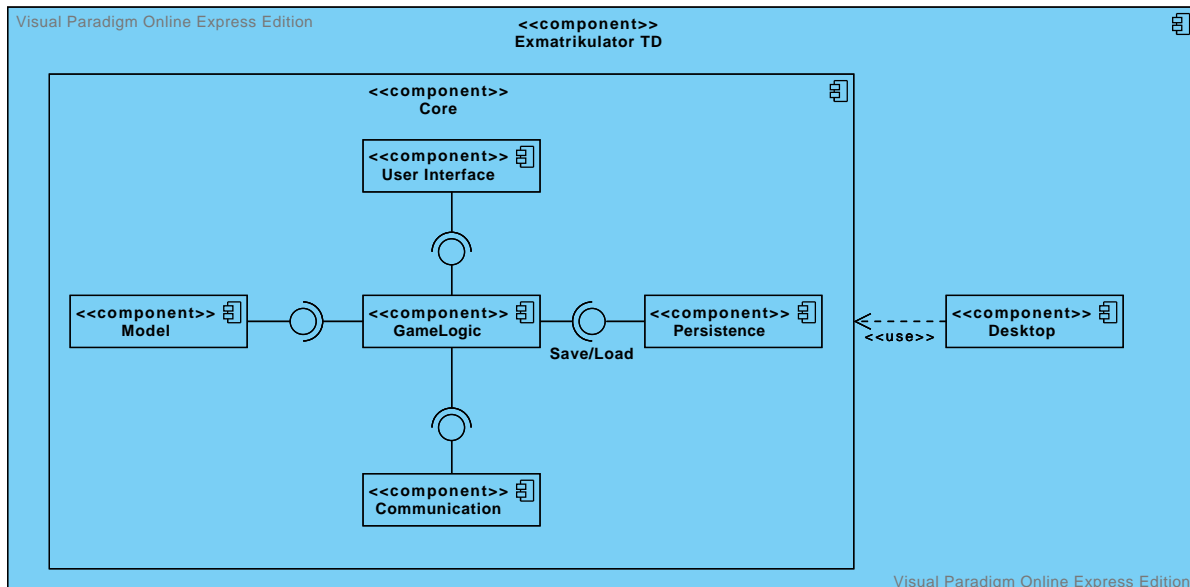 Visual Paradigm Online Express Edition
<<component>>
Exmatrikulator TD
<<component>>
Core
<<component>>
User Interface
<<component>>
Model
<<component>>
GameLogic
<<component>>
Persistence
<<component>>
Desktop
Save/Load
<<use>>
<<component>>
Communication
Visual Paradigm Online Express Edition